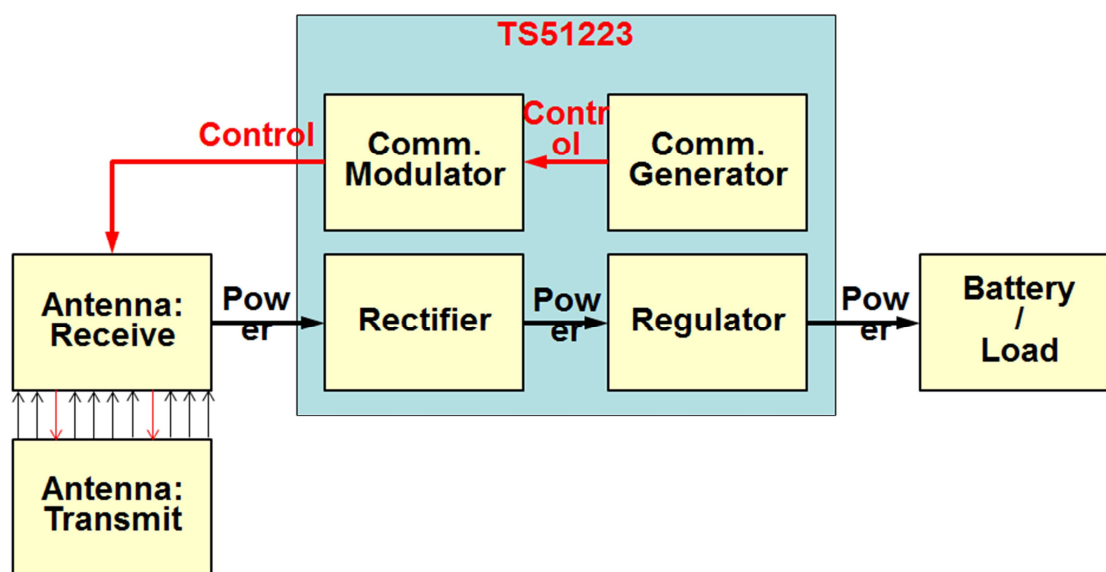 TS51223
Control
Comm.
Modulator
Contr
ol
Comm.
Generator
Antenna:
Receive
Pow
er
Rectifier
Pow
er
Regulator
Pow
er
Battery
/
Load
Antenna:
Transmit